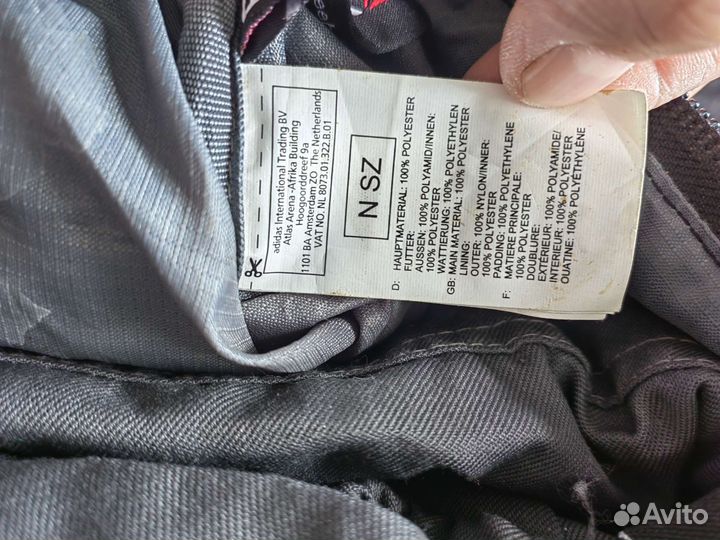 adidas International Trading BV
Atlas Arena -Afrika Building
Hoogoorddreef 9a
1101 BA Amsterdam ZO The Netherlands
VAT NO. NL 8073.01.322.B.01
N SZ
D: HAUPTMATERIAL: 100% POLYESTER
FUTTER:
AUSSEN: 100% POLYAMID/INNEN:
100% POLYESTER
WATTIERUNG: 100% POLYETHYLEN
GB: MAIN MATERIAL: 100% POLYESTER
LINING:
OUTER: 100% NYLON/INNER:
100% POLYESTER
PADDING: 100% POLYETHYLENE
F: MATIERE PRINCIPALE:
100% POLYESTER
DOUBLURE:
EXTÉRIEUR: 100% POLYAMIDE/
INTERIEUR: 100% POLYESTER
OUATINE: 100% POLYÉTHYLÈNE
Avito